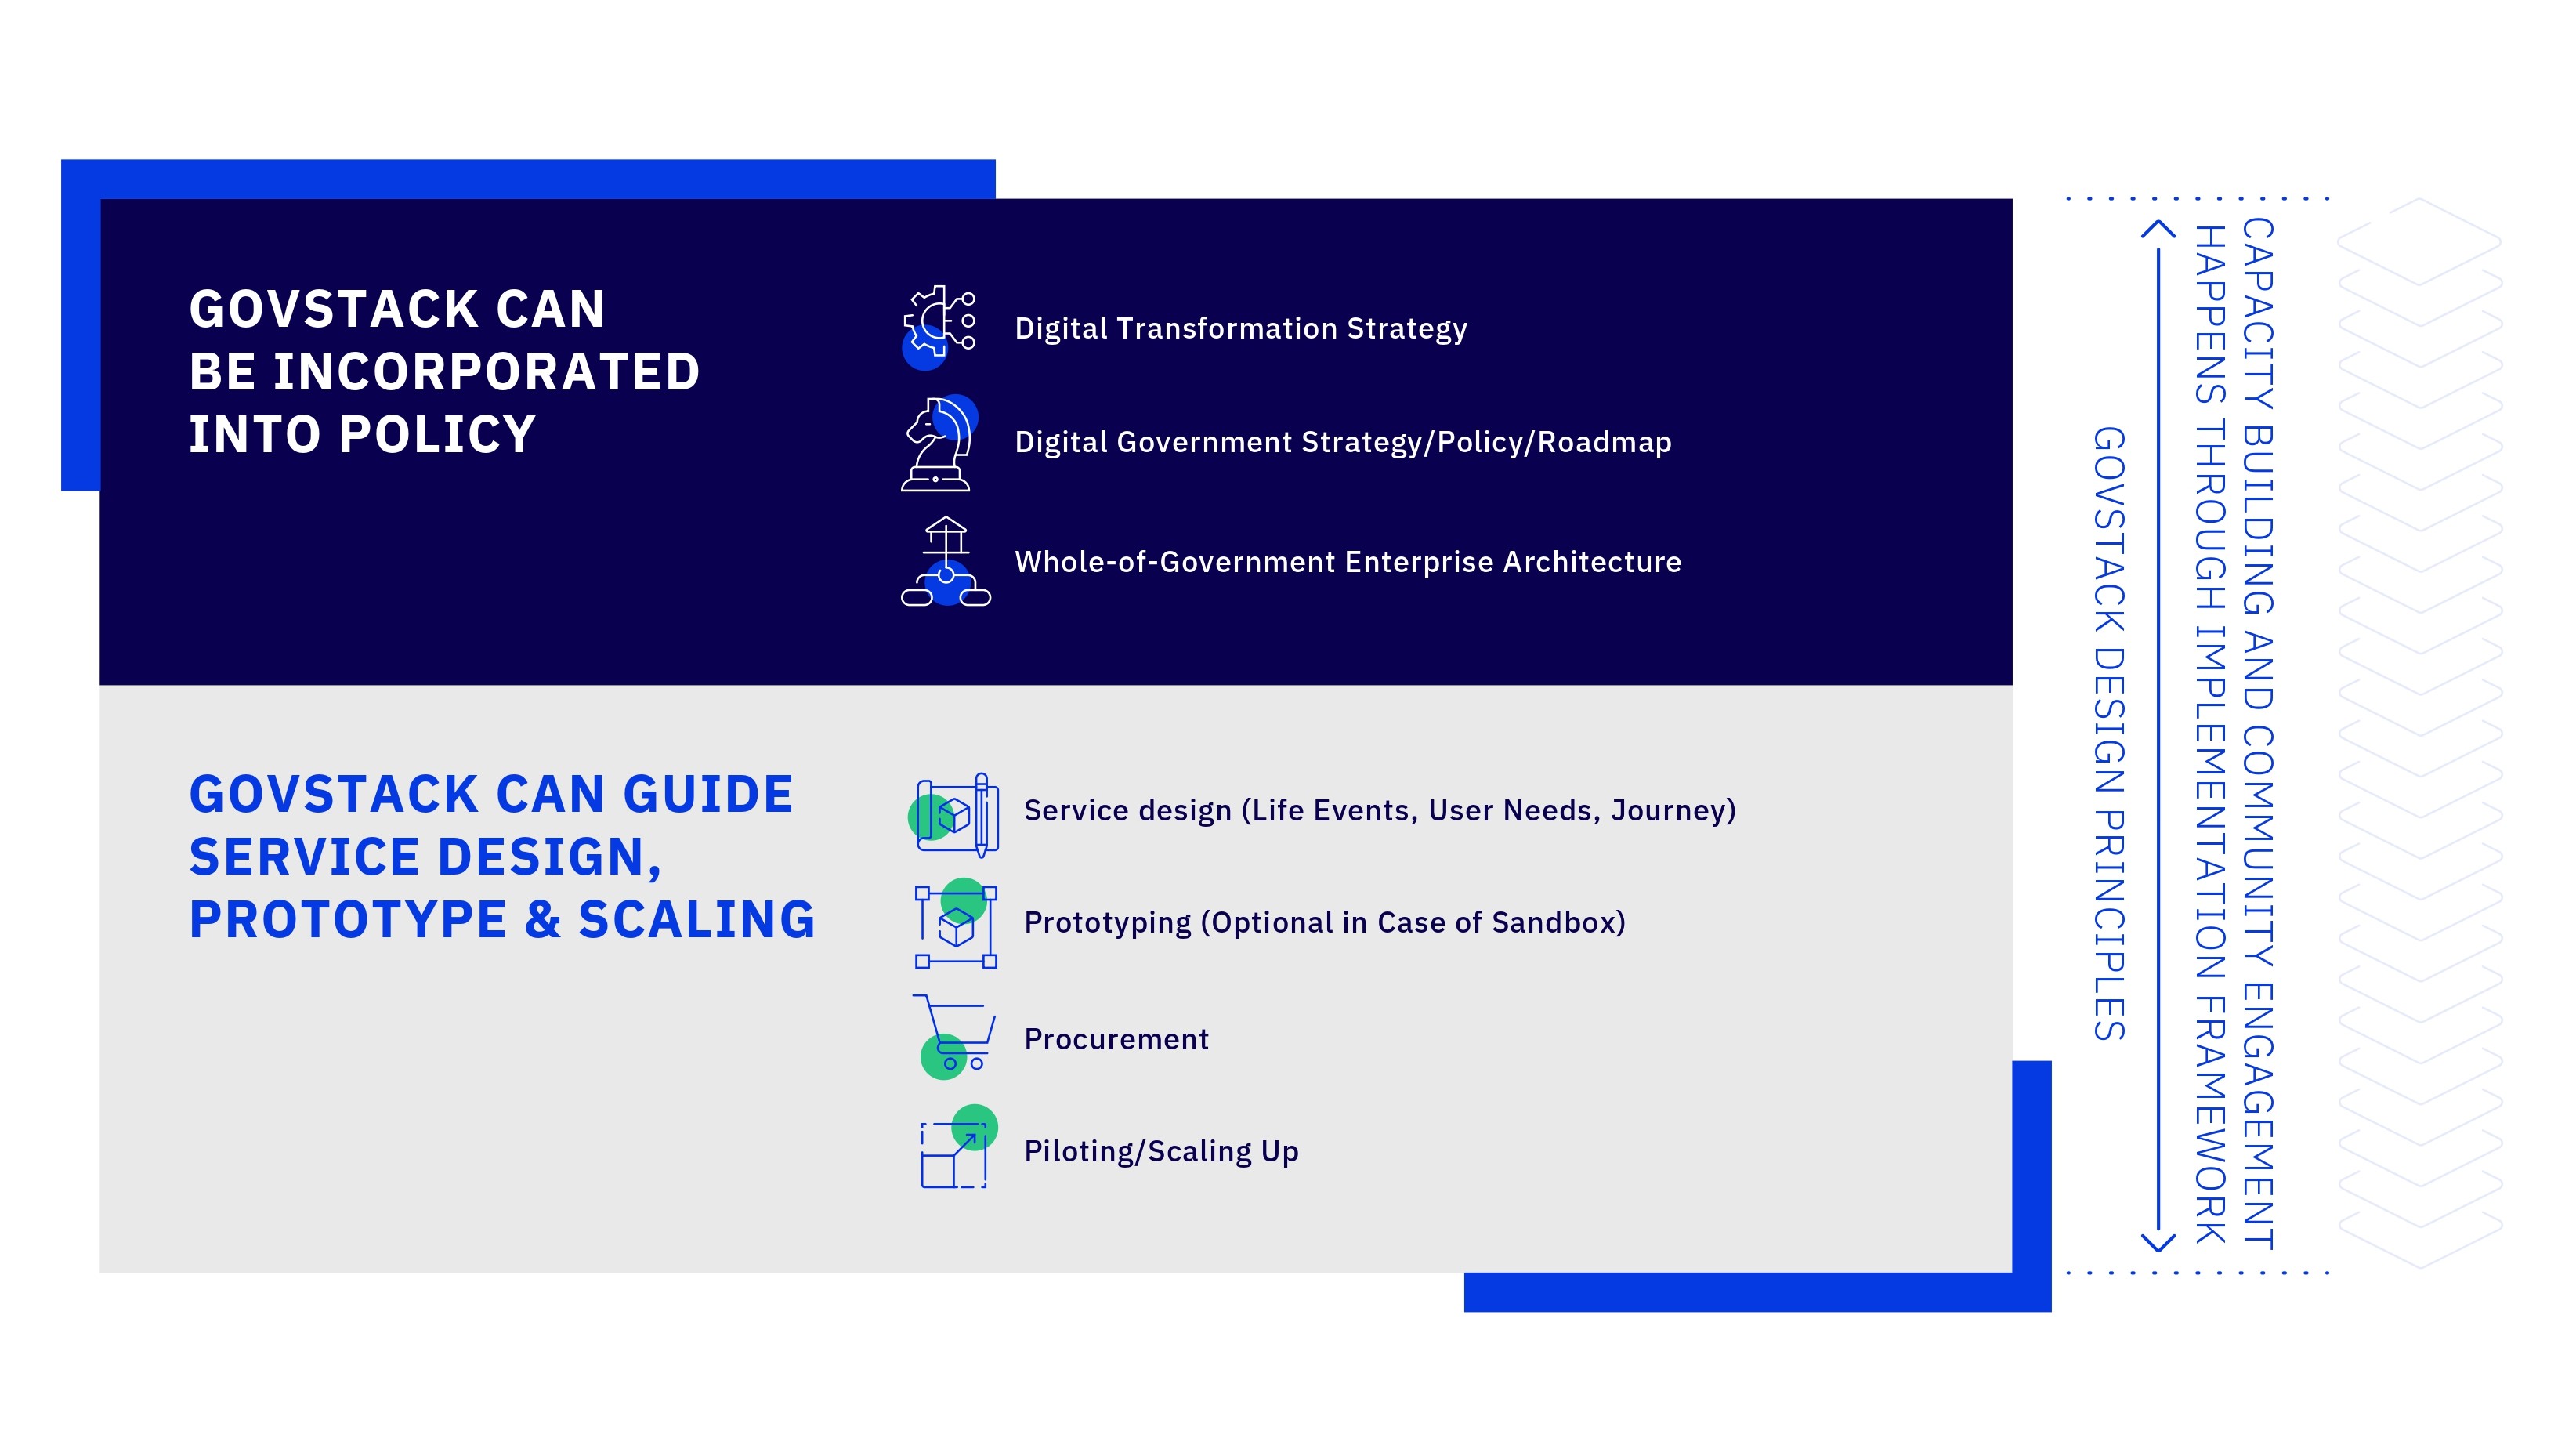 GOVSTACK CAN
BE INCORPORATED
INTO POLICY
Digital Transformation Strategy
Digital Government Strategy/Policy/Roadmap
Whole-of-Government Enterprise Architecture
GOVSTACK CAN GUIDE
SERVICE DESIGN,
PROTOTYPE & SCALING
Service design (Life Events, User Needs, Journey)
Prototyping (Optional in Case of Sandbox)
Procurement
Piloting/Scaling Up
GOVSTACK DESIGN PRINCIPLES
CAPACITY BUILDING AND COMMUNITY ENGAGEMENT
HAPPENS THROUGH IMPLEMENTATION FRAMEWORK